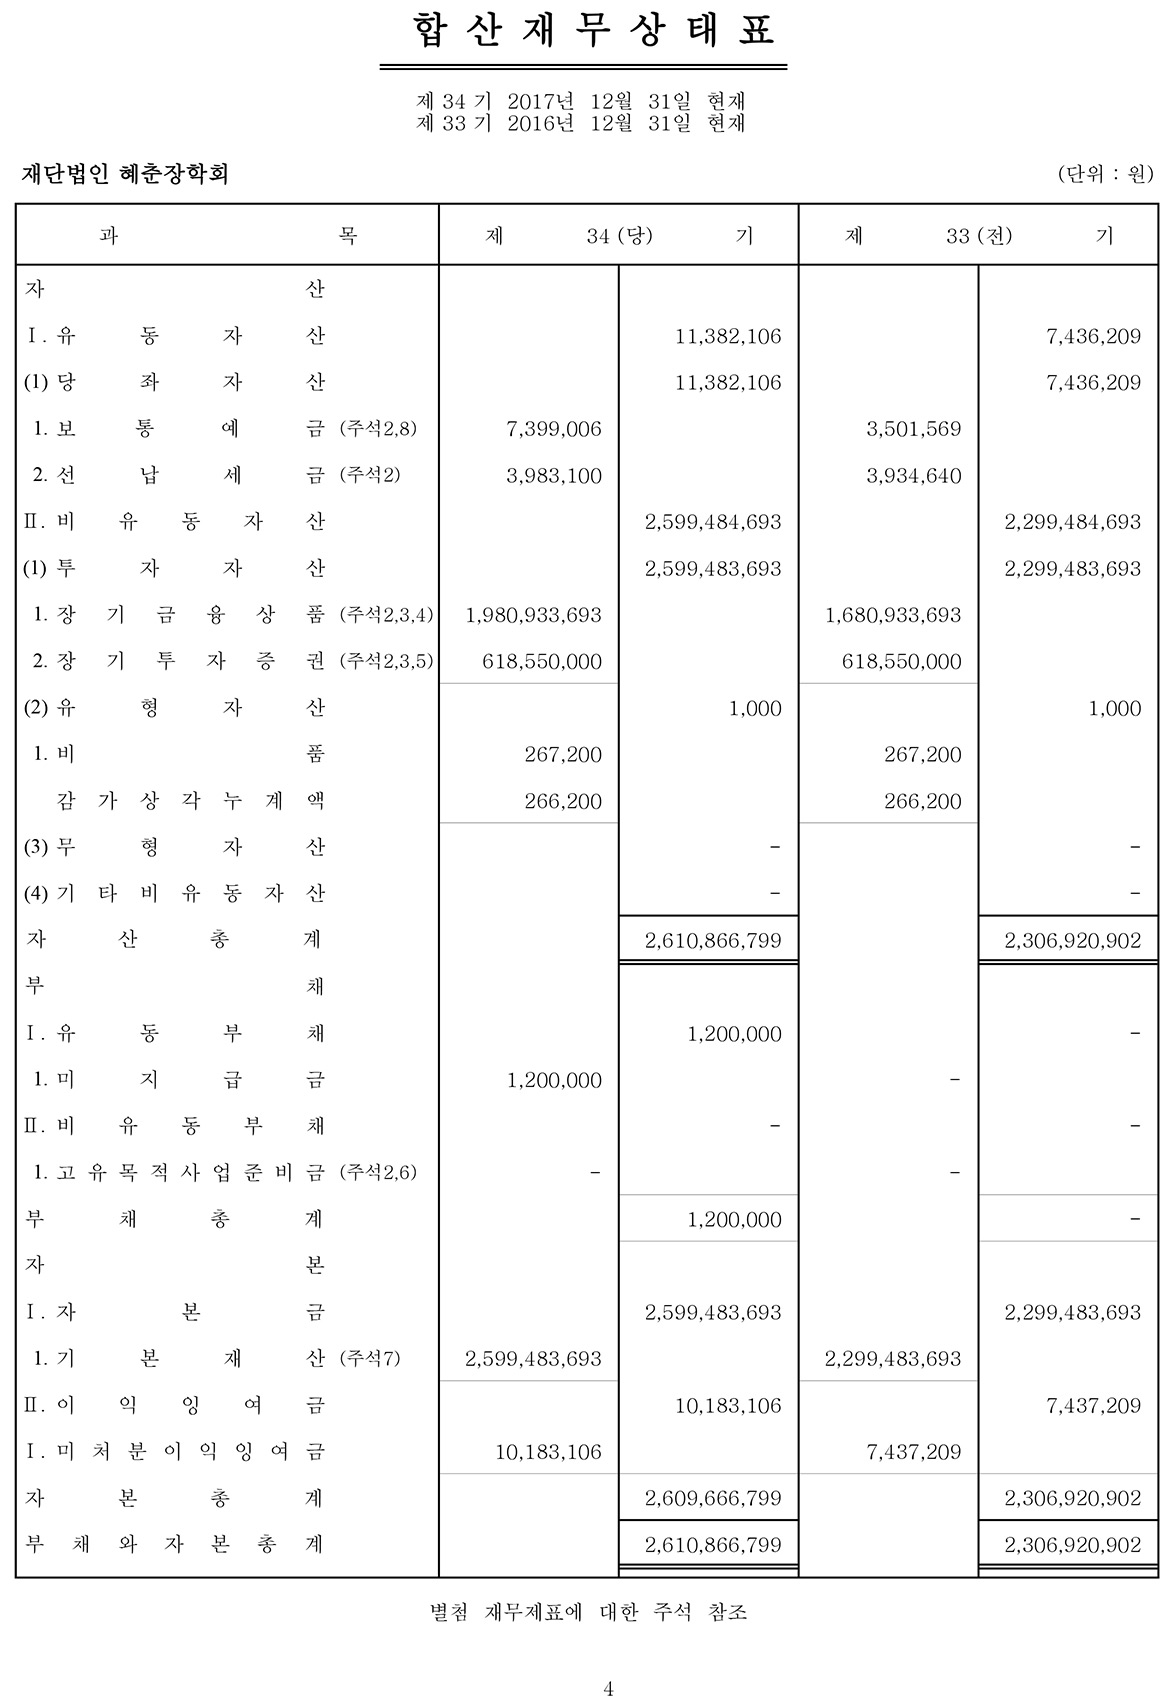 합 산 재 무 상 태 표
제 34 기 2017년 12월 31일 현재
제 33 기 2016년 12월 31일 현재
재단법인 혜춘장학회 (단위 : 원)
과 목 제 34 (당) 기 제 33 (전) 기
자 산
Ⅰ. 유 동 자 산 11,382,106 7,436,209
(1) 당 좌 자 산 11,382,106 7,436,209
1. 보 통 예 금 (주석2,8) 7,399,006 3,501,569
2. 선 납 세 금 (주석2) 3,983,100 3,934,640
Ⅱ. 비 유 동 자 산 2,599,484,693 2,299,484,693
(1) 투 자 자 산 2,599,483,693 2,299,483,693
1. 장 기 금 융 상 품 (주석2,3,4) 1,980,933,693 1,680,933,693
2. 장 기 투 자 증 권 (주석2,3,5) 618,550,000 618,550,000
(2) 유 형 자 산 1,000 1,000
1. 비 품 267,200 267,200
감 가 상 각 누 계 액 266,200 266,200
(3) 무 형 자 산 - -
(4) 기 타 비 유 동 자 산 - -
자 산 총 계 2,610,866,799 2,306,920,902
부 채
Ⅰ. 유 동 부 채 1,200,000 -
1. 미 지 급 금 1,200,000 -
Ⅱ. 비 유 동 부 채 - -
1. 고 유 목 적 사 업 준 비 금 (주석2,6) - -
부 채 총 계 1,200,000 -
자 본
Ⅰ. 자 본 금 2,599,483,693 2,299,483,693
1. 기 본 재 산 (주석7) 2,599,483,693 2,299,483,693
Ⅱ. 이 익 잉 여 금 10,183,106 7,437,209
Ⅰ. 미 처 분 이 익 잉 여 금 10,183,106 7,437,209
자 본 총 계 2,609,666,799 2,306,920,902
부 채 와 자 본 총 계 2,610,866,799 2,306,920,902
별첨 재무제표에 대한 주석 참조
4